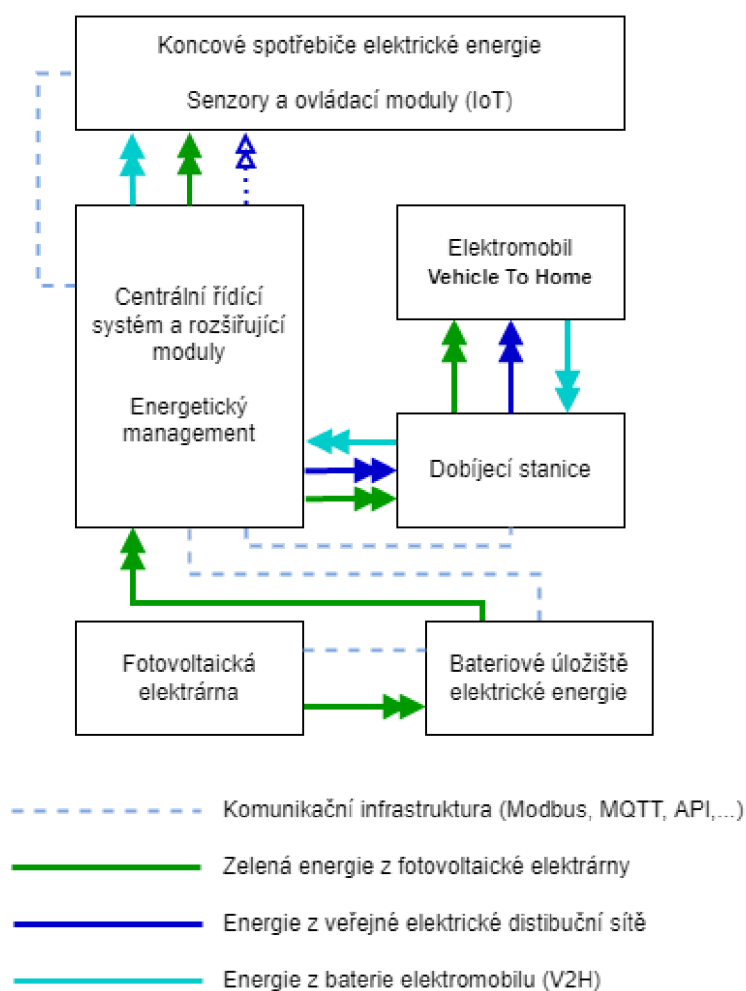 Koncové spotřebiče elektrické energie
Senzory a ovládací moduly (IoT)
Centrální řídící
systém a rozšiřující
moduly
Energetický
management
Elektromobil
Vehicle To Home
Dobíjecí stanice
Fotovoltaická
elektrárna
Bateriové úložiště
elektrické energie
Komunikační infrastruktura (Modbus, MQTT, API,...)
Zelená energie z fotovoltaické elektrárny
Energie z veřejné elektrické distibuční sítě
Energie z baterie elektromobilu (V2H)